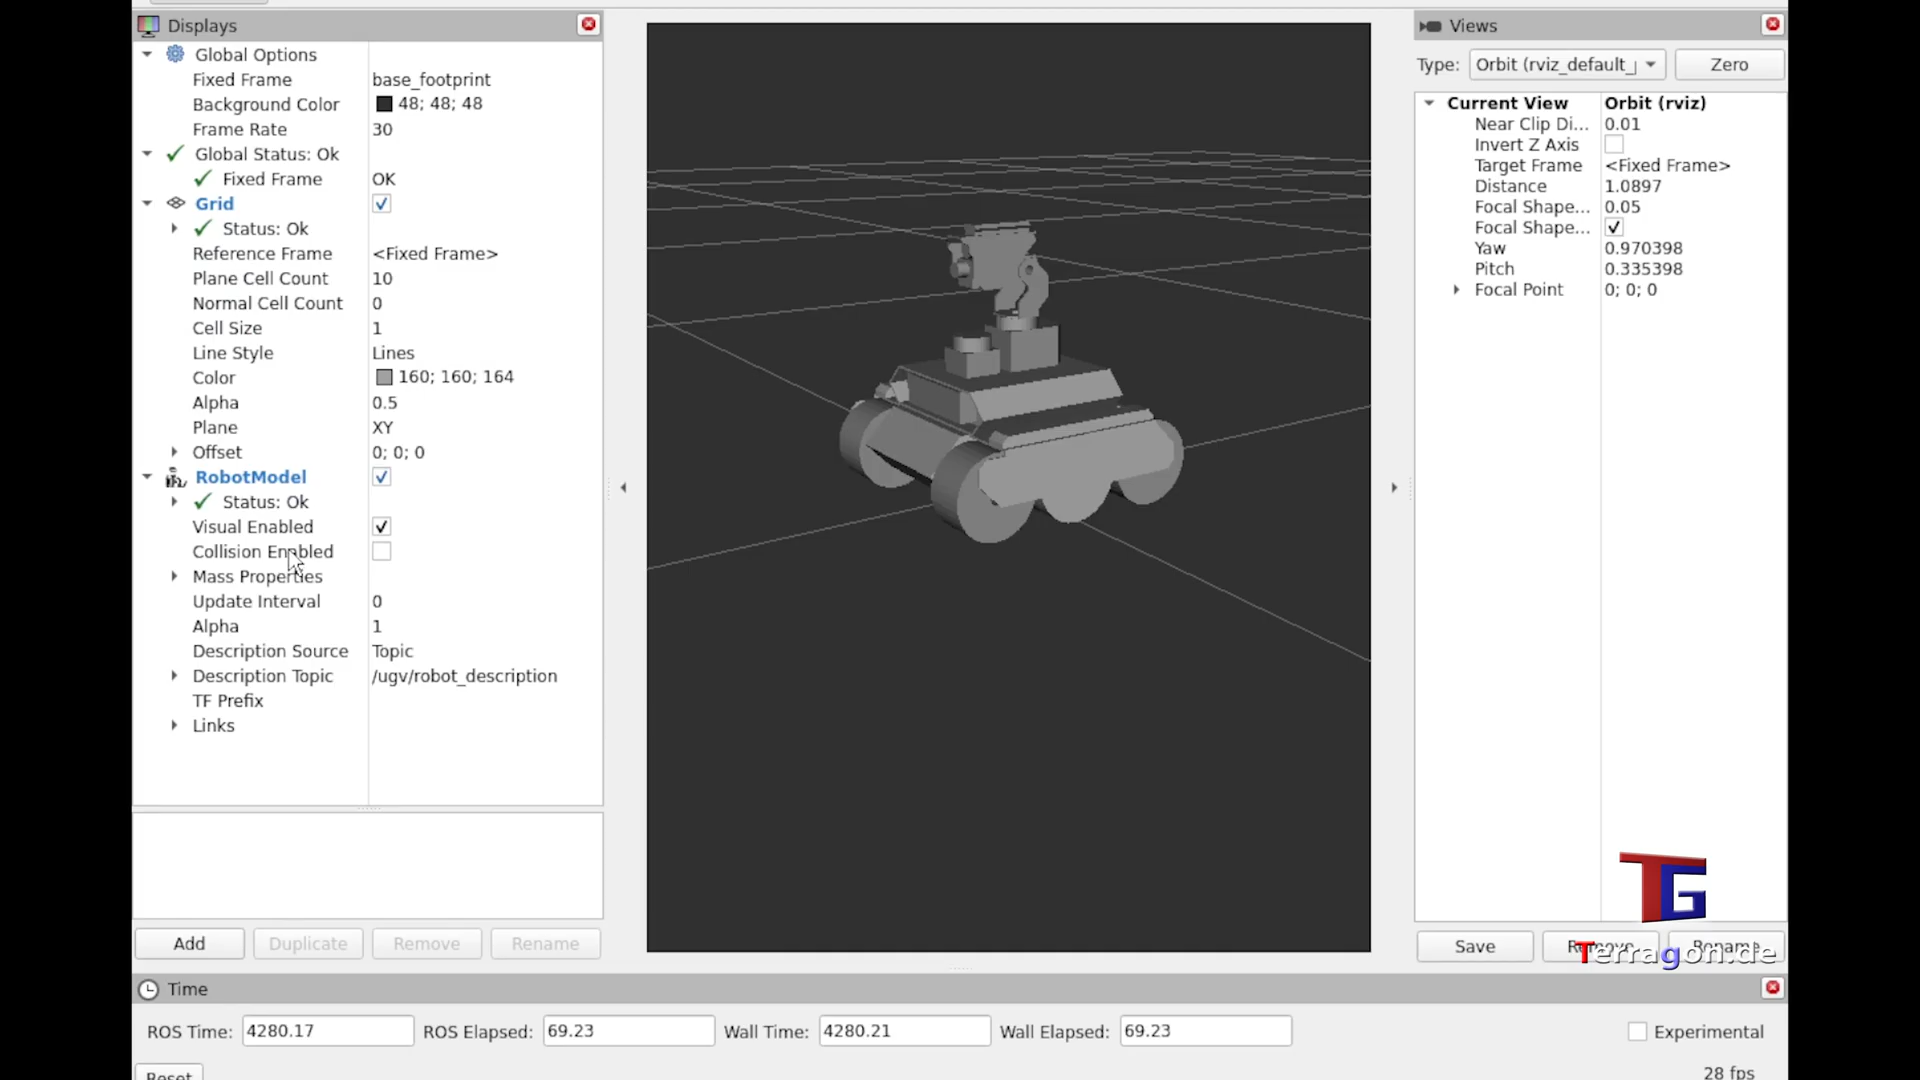 Displays
Global Options
Fixed Frame base_footprint
Background Color 48; 48; 48
Frame Rate 30
Global Status: Ok
Fixed Frame OK
Grid
Status: Ok
Reference Frame <Fixed Frame>
Plane Cell Count 10
Normal Cell Count 0
Cell Size 1
Line Style Lines
Color 160; 160; 164
Alpha 0.5
Plane XY
Offset 0; 0; 0
RobotModel
Status: Ok
Visual Enabled
Collision Enabled
Mass Properties
Update Interval 0
Alpha 1
Description Source Topic
Description Topic /ugv/robot_description
TF Prefix
Links
Add Duplicate Remove Rename
Views
Type: Orbit (rviz_default_ Zero
Current View Orbit (rviz)
Near Clip Di... 0.01
Invert Z Axis
Target Frame <Fixed Frame>
Distance 1.0897
Focal Shape... 0.05
Focal Shape...
Yaw 0.970398
Pitch 0.335398
Focal Point 0; 0; 0
TG
Save Remove Rename
Terragon.de
Time
ROS Time: 4280.17 ROS Elapsed: 69.23 Wall Time: 4280.21 Wall Elapsed: 69.23 Experimental
Reset 28 fps